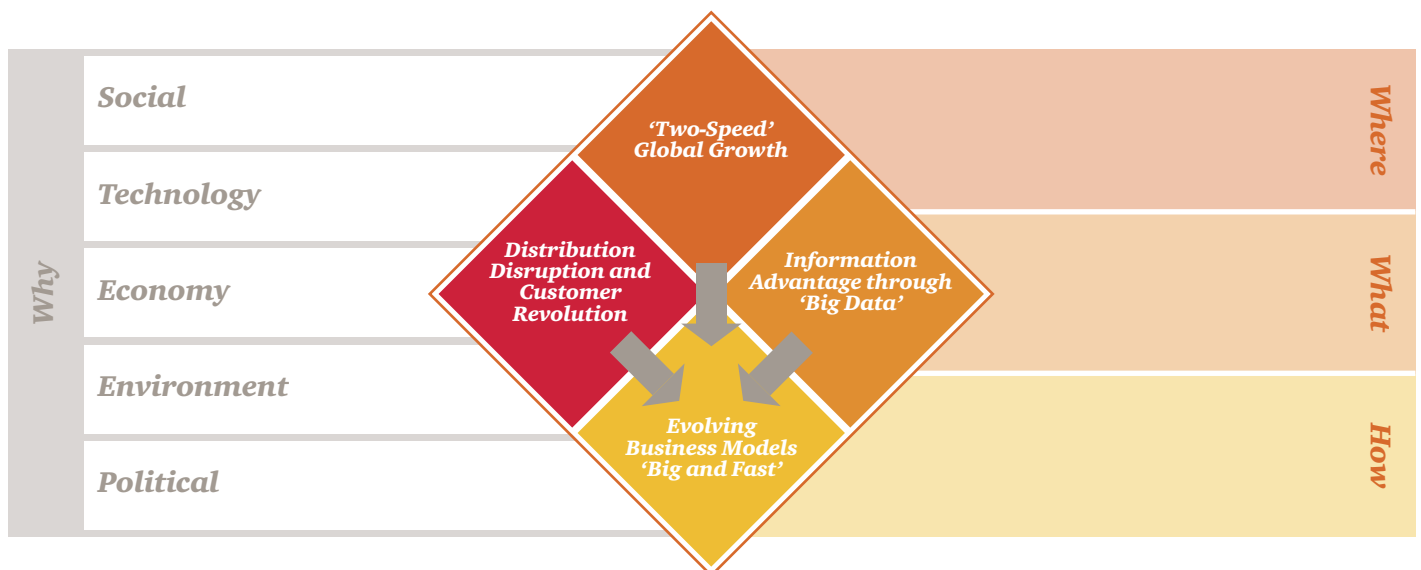 Why
Social
Technology
Economy
Environment
Political
‘Two-Speed’
Global Growth
Distribution
Disruption and
Customer
Revolution
Information
Advantage through
‘Big Data’
Evolving
Business Models
‘Big and Fast’
Where
What
How